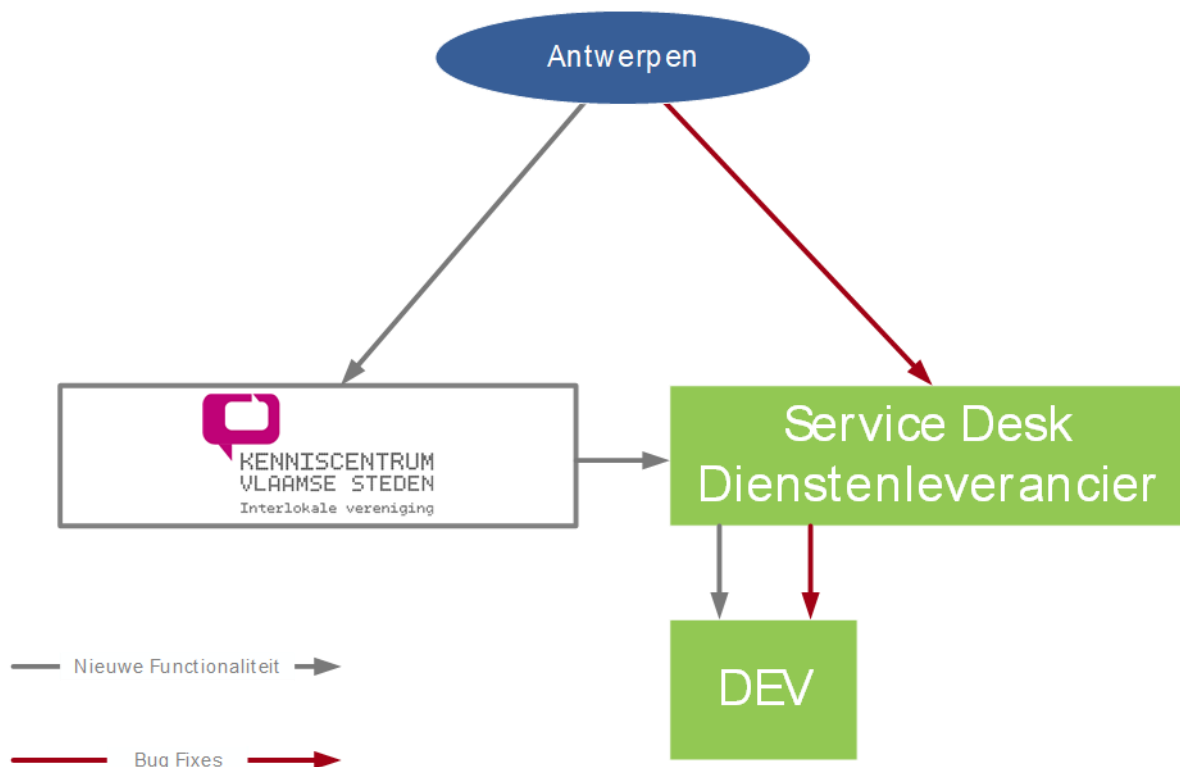 Antwerpen
KENNISCENTRUM
VLAAMSE STEDEN
Interlokale vereniging
Service Desk
Dienstenleverancier
DEV
Nieuwe Functionaliteit
Bug Fixes